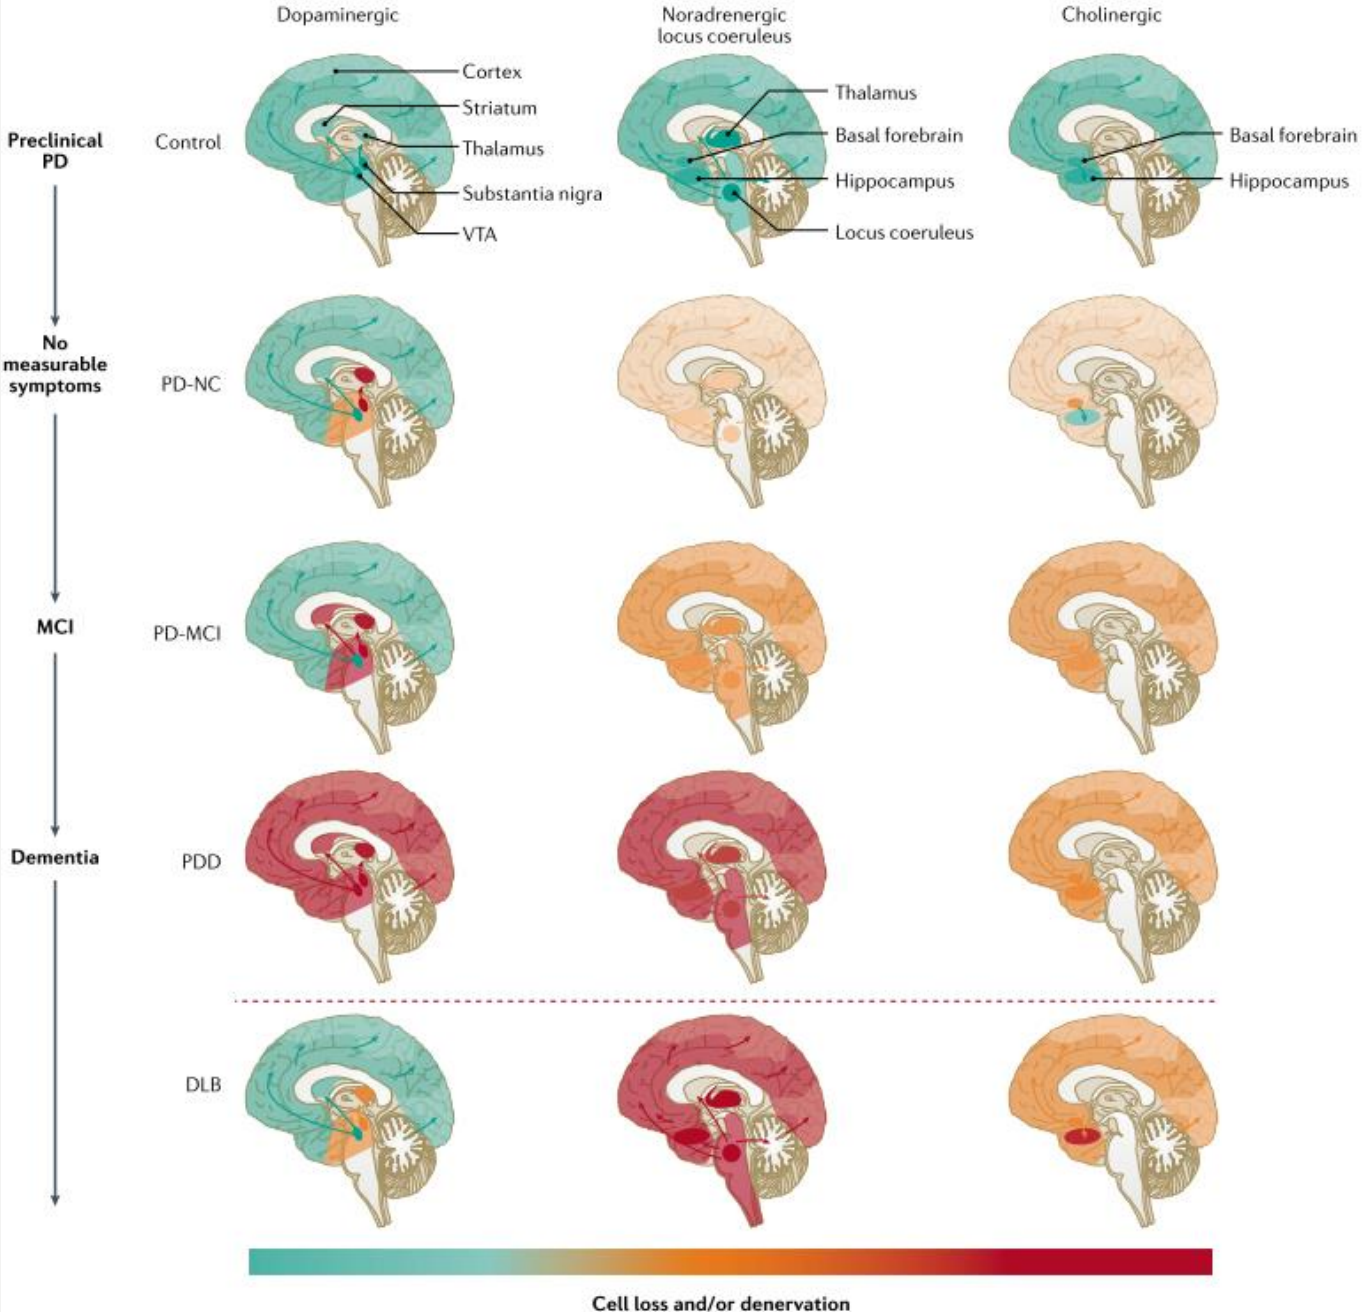 Dopaminergic
Noradrenergic
locus coeruleus
Cholinergic
Preclinical
PD
Control
Cortex
Striatum
Thalamus
Substantia nigra
VTA
Thalamus
Basal forebrain
Hippocampus
Locus coeruleus
Basal forebrain
Hippocampus
No
measurable
symptoms
PD-NC
MCI
PD-MCI
Dementia
PDD
DLB
Cell loss and/or denervation